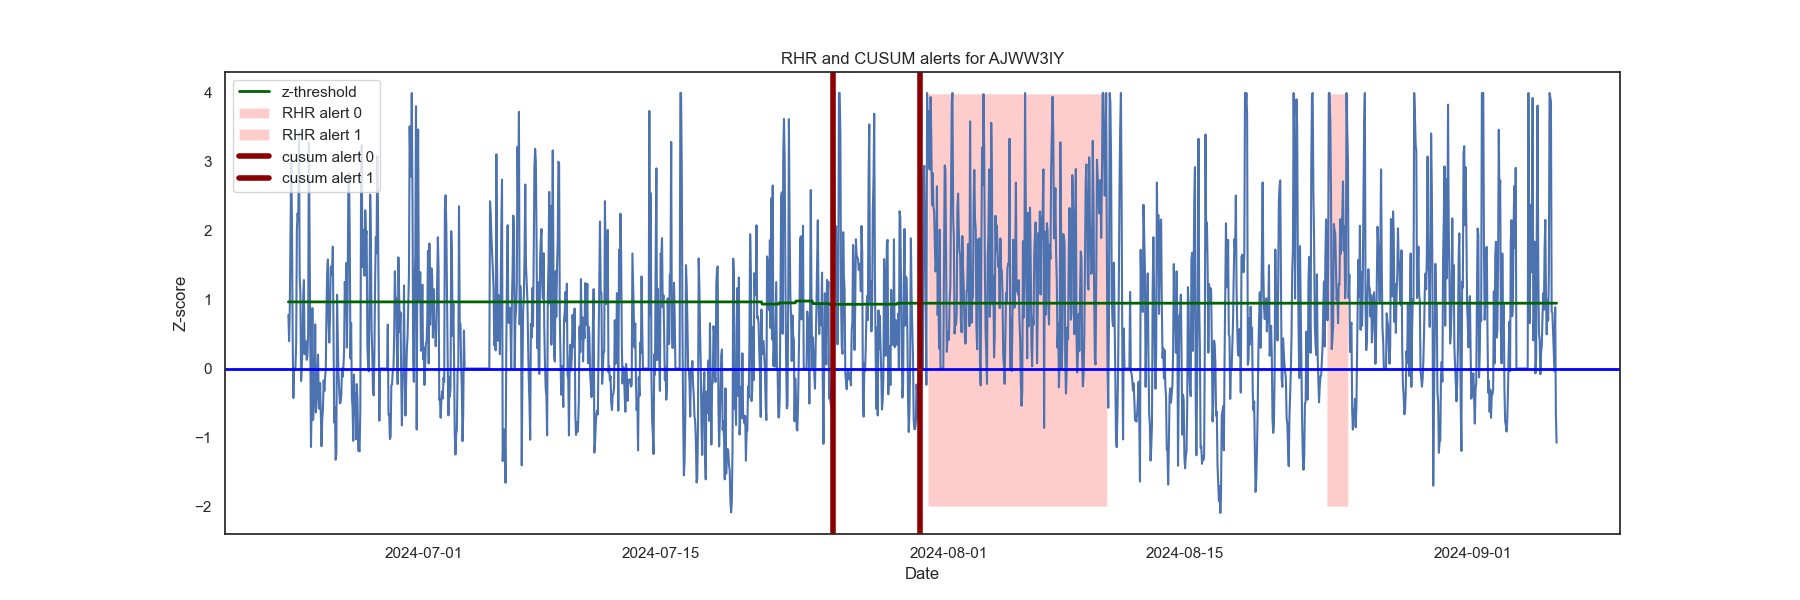 RHR and CUSUM alerts for AJWW3IY
z-threshold
RHR alert 0
RHR alert 1
cusum alert 0
cusum alert 1
Z-score
4
3
2
1
0
−1
−2
2024-07-01
2024-07-15
2024-08-01
2024-08-15
2024-09-01
Date